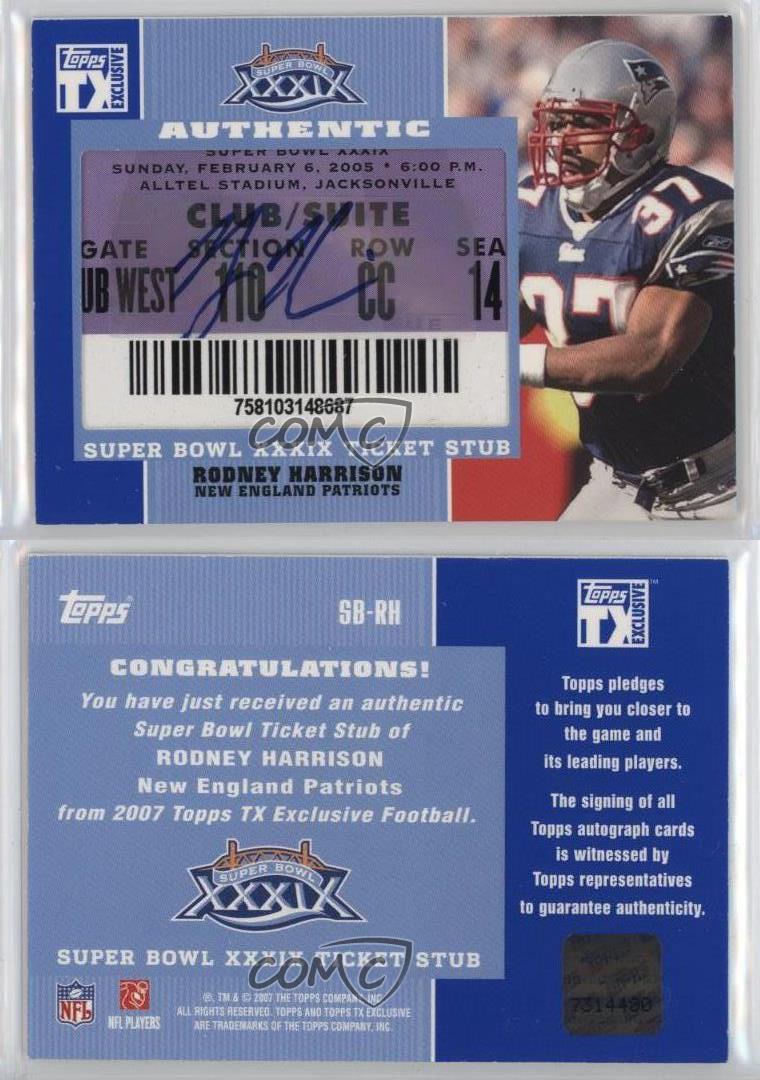 topps
TX
EXCLUSIVE
SUPER BOWL
XXXIX
AUTHENTIC
SUPER BOWL XXXIX
SUNDAY, FEBRUARY 6, 2005 * 6:00 P.M.
ALLTEL STADIUM, JACKSONVILLE
CLUB/SUITE
GATE SECTION ROW SEA
UB WEST 110 CC 14
758103148687
COMC
SUPER BOWL XXXIX TICKET STUB
RODNEY HARRISON
NEW ENGLAND PATRIOTS
37
37
topps
SB-RH
CONGRATULATIONS!
You have just received an authentic
Super Bowl Ticket Stub of
RODNEY HARRISON
New England Patriots
from 2007 Topps TX Exclusive Football.
SUPER BOWL
XXXIX
SUPER BOWL XXXIX TICKET STUB
COMC
NFL
NFL PLAYERS
®, TM & © 2007 THE TOPPS COMPANY, INC.
ALL RIGHTS RESERVED. TOPPS AND TOPPS TX EXCLUSIVE
ARE TRADEMARKS OF THE TOPPS COMPANY, INC.
topps
TX
EXCLUSIVE™
Topps pledges
to bring you closer to
the game and
its leading players.
The signing of all
Topps autograph cards
is witnessed by
Topps representatives
to guarantee authenticity.